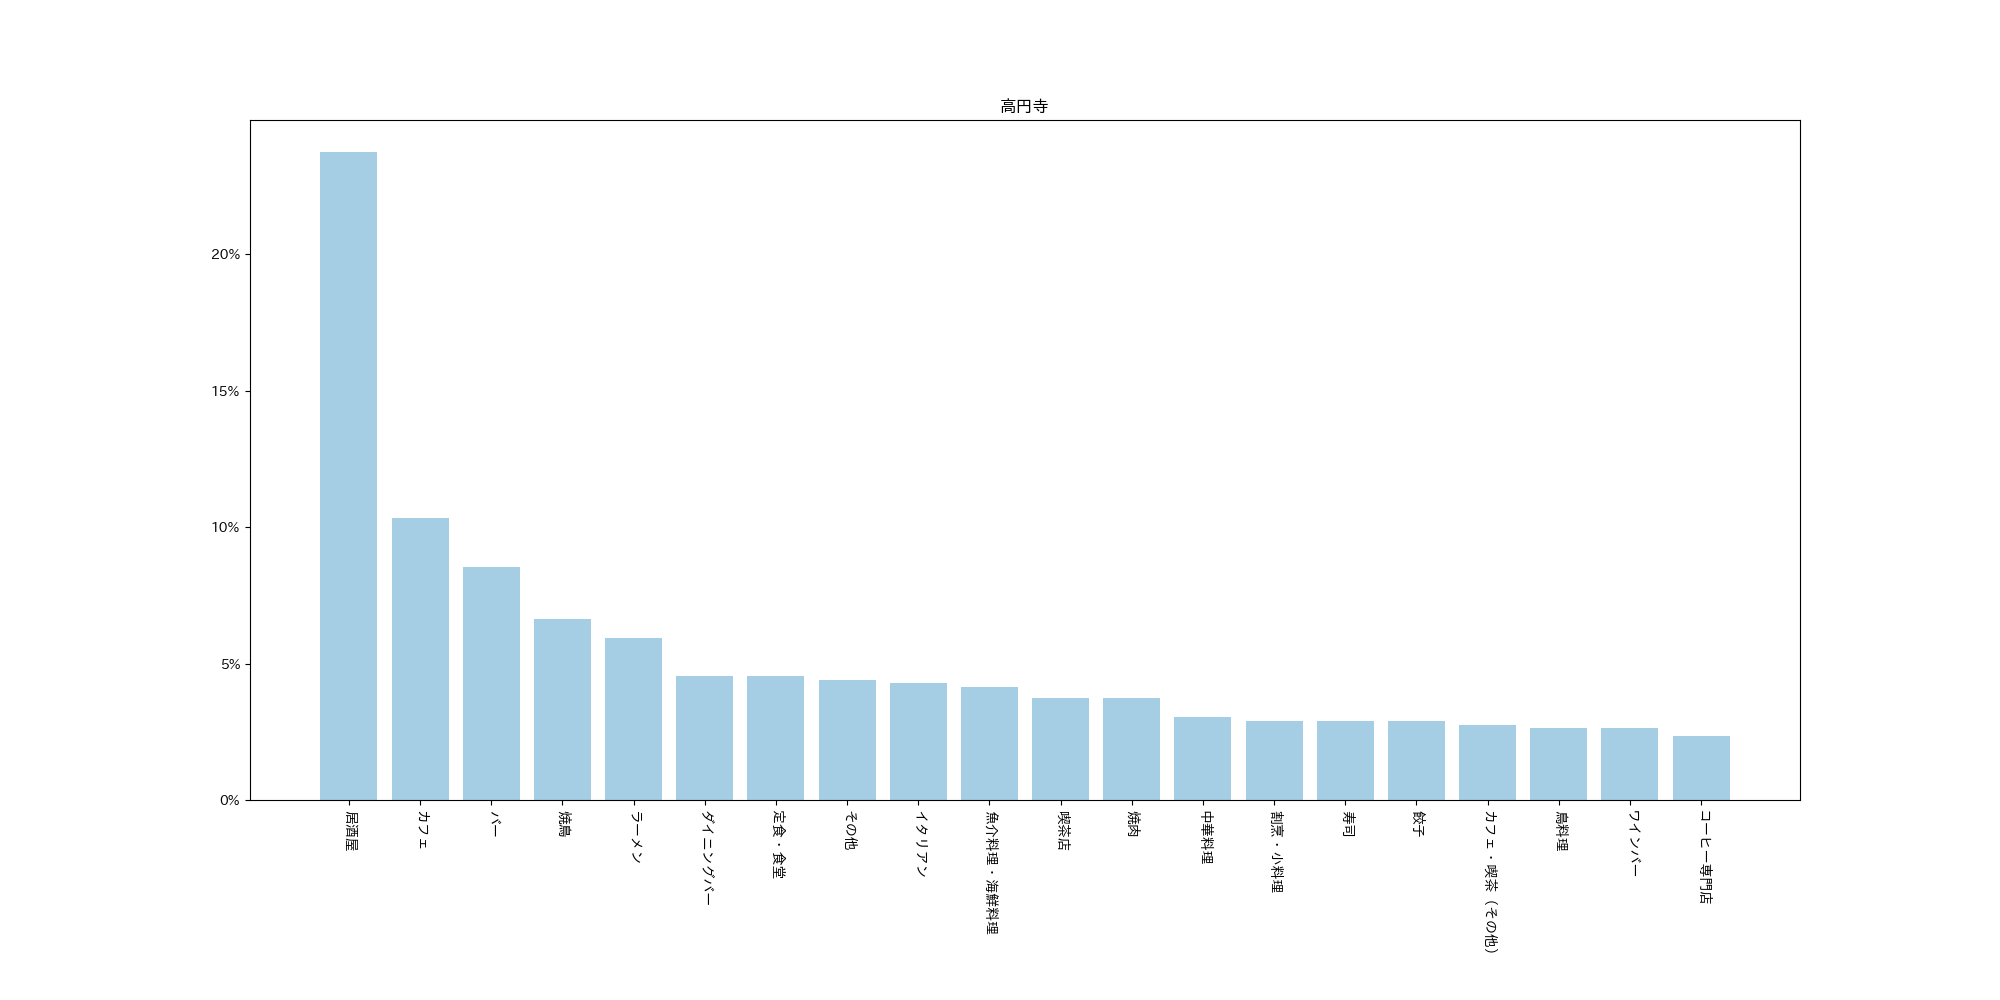 高円寺
20%
15%
10%
5%
0%
居酒屋
カフェ
バー
焼鳥
ラーメン
ダイニングバー
定食・食堂
その他
イタリアン
魚介料理・海鮮料理
喫茶店
焼肉
中華料理
割烹・小料理
寿司
餃子
カフェ・喫茶（その他）
鳥料理
ワインバー
コーヒー専門店